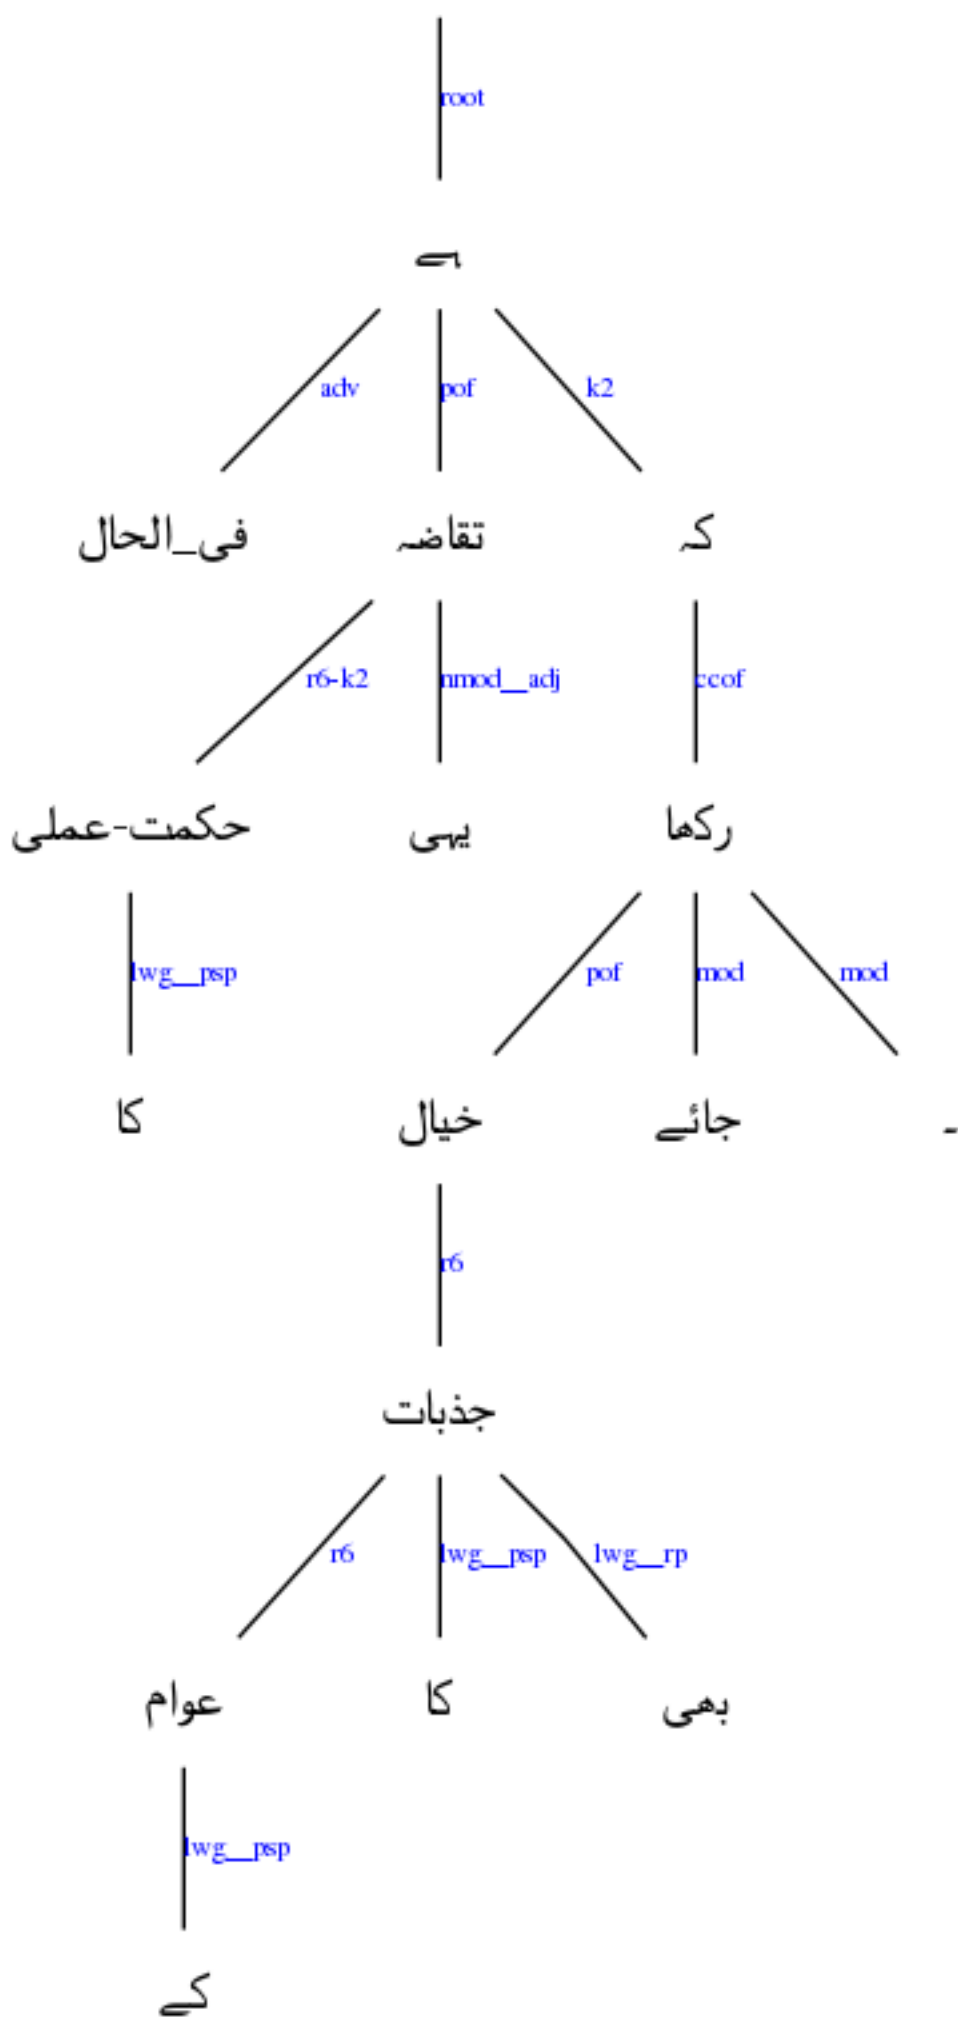 root
ہے
adv pof k2
فی_الحال تقاضہ کہ
r6-k2 nmod__adj ccof
حکمت-عملی یہی رکھا
lwg__psp pof mod mod
کا خیال جائے ۔
r6
جذبات
r6 lwg__psp lwg__rp
عوام کا بھی
lwg__psp
کے